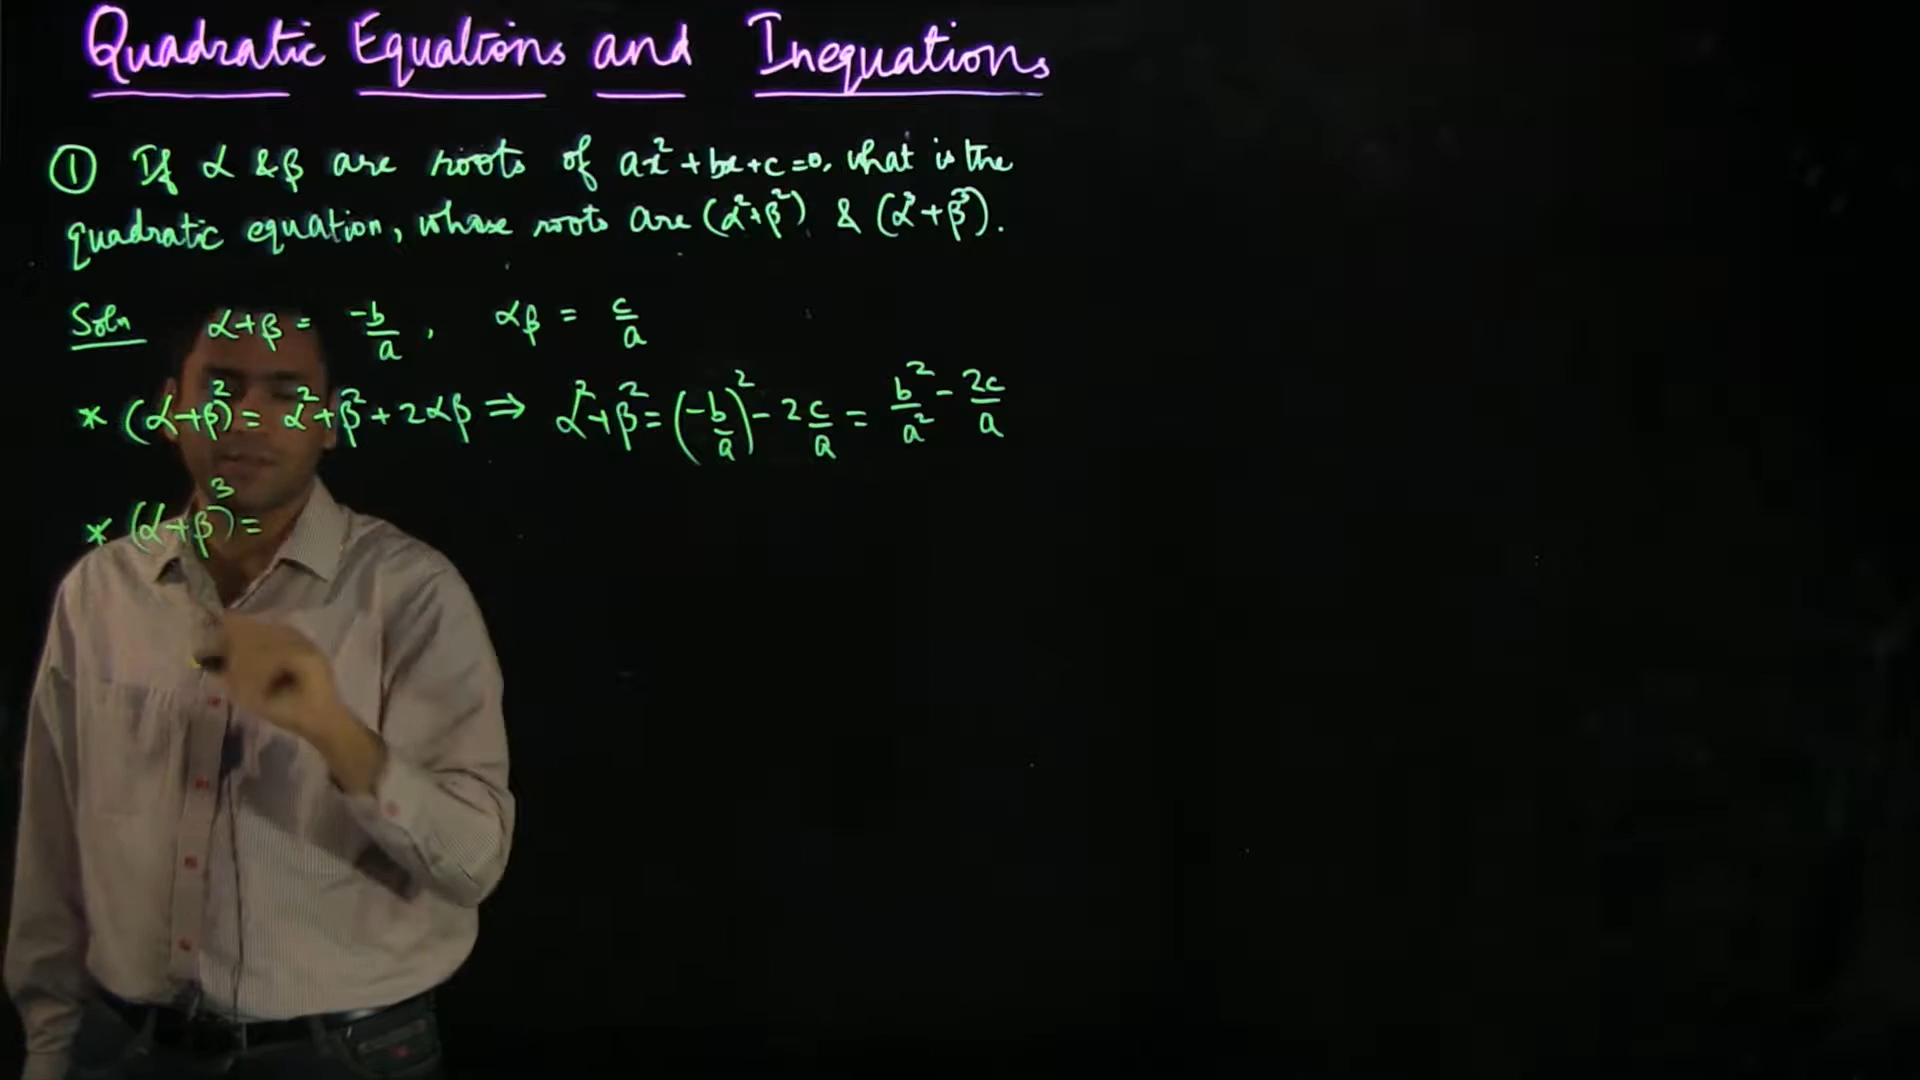 Quadratic Equations and Inequations
① If α & β are roots of ax²+bx+c=0, what is the
quadratic equation, whose roots are (α²+β²) & (α³+β³).
Soln α+β = -b/a, αβ = c/a
* (α+β)² = α²+β²+2αβ ⇒ α²+β² = (-b/a)² - 2c/a = b²/a² - 2c/a
* (α+β)³ =